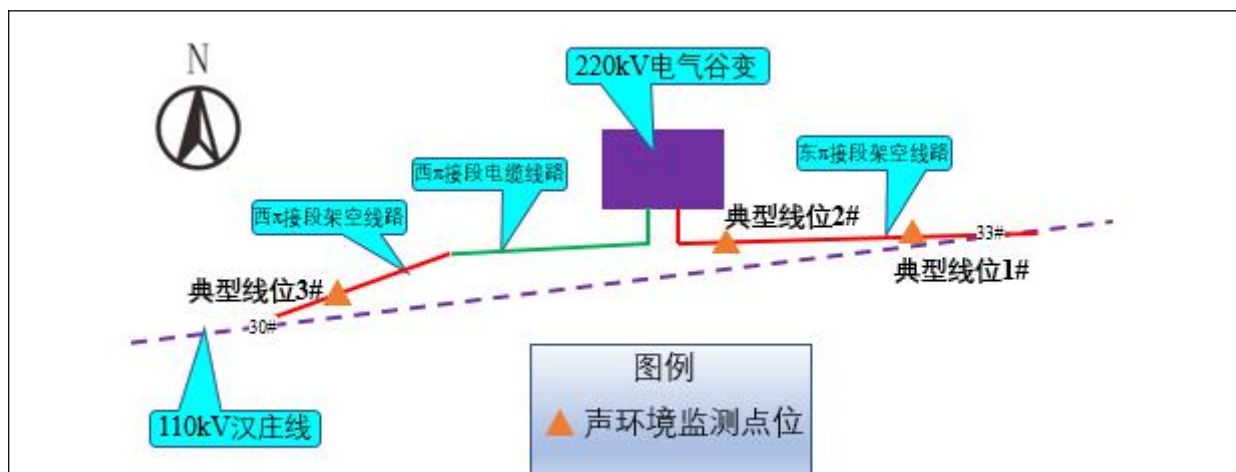 N
220kV电气谷变
东π接段架空线路
西π接段电缆线路
西π接段架空线路
典型线位2#
33#
典型线位1#
典型线位3#
30#
110kV汉庄线
图例
声环境监测点位